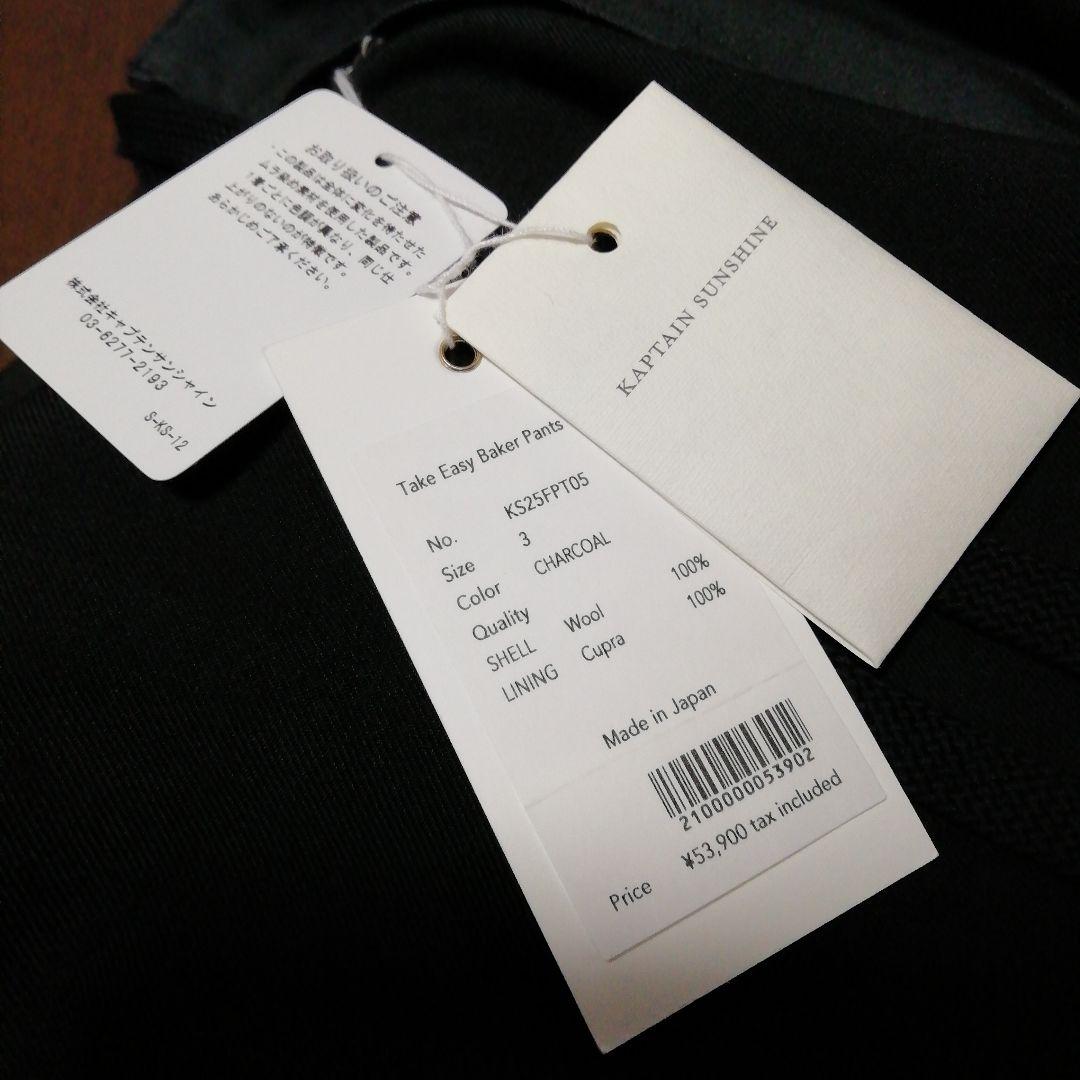 お取り扱いのご注意
・この製品は全体に変化を持たせた
ムラ染め素材を使用した製品です。
1着ごとに色調が異なり、同じ仕
上がりのないのが特徴です。
あらかじめご了承ください。
株式会社キャプテンサンシャイン
03-6277-2193
S-KS-12
KAPTAIN SUNSHINE
Take Easy Baker Pants
No. KS25FPT05
Size 3
Color CHARCOAL
Quality
SHELL Wool 100%
LINING Cupra 100%
Made in Japan
2100000053902
Price ¥53,900 tax included